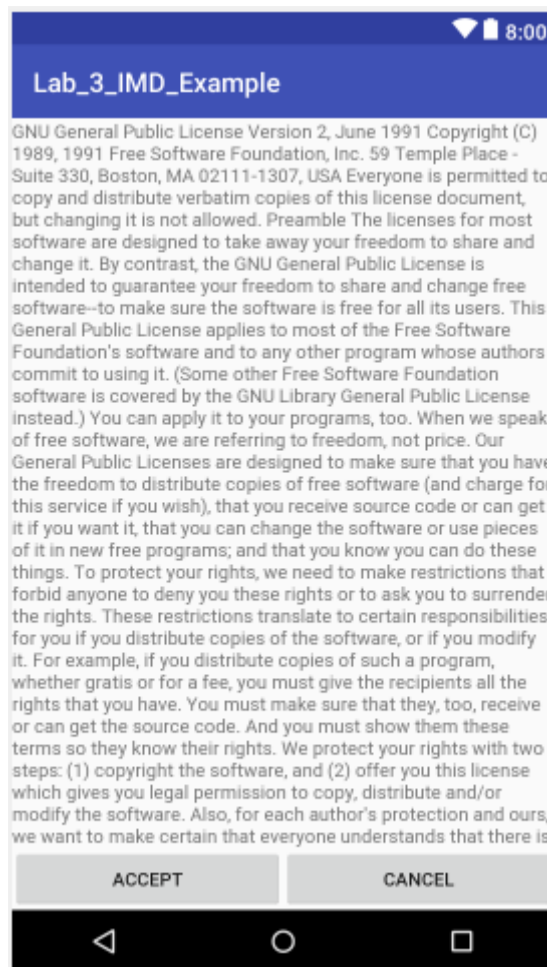 8:00
Lab_3_IMD_Example
GNU General Public License Version 2, June 1991 Copyright (C)
1989, 1991 Free Software Foundation, Inc. 59 Temple Place -
Suite 330, Boston, MA 02111-1307, USA Everyone is permitted to
copy and distribute verbatim copies of this license document,
but changing it is not allowed. Preamble The licenses for most
software are designed to take away your freedom to share and
change it. By contrast, the GNU General Public License is
intended to guarantee your freedom to share and change free
software--to make sure the software is free for all its users. This
General Public License applies to most of the Free Software
Foundation's software and to any other program whose authors
commit to using it. (Some other Free Software Foundation
software is covered by the GNU Library General Public License
instead.) You can apply it to your programs, too. When we speak
of free software, we are referring to freedom, not price. Our
General Public Licenses are designed to make sure that you have
the freedom to distribute copies of free software (and charge for
this service if you wish), that you receive source code or can get
it if you want it, that you can change the software or use pieces
of it in new free programs; and that you know you can do these
things. To protect your rights, we need to make restrictions that
forbid anyone to deny you these rights or to ask you to surrender
the rights. These restrictions translate to certain responsibilities
for you if you distribute copies of the software, or if you modify
it. For example, if you distribute copies of such a program,
whether gratis or for a fee, you must give the recipients all the
rights that you have. You must make sure that they, too, receive
or can get the source code. And you must show them these
terms so they know their rights. We protect your rights with two
steps: (1) copyright the software, and (2) offer you this license
which gives you legal permission to copy, distribute and/or
modify the software. Also, for each author's protection and ours,
we want to make certain that everyone understands that there is
ACCEPT CANCEL